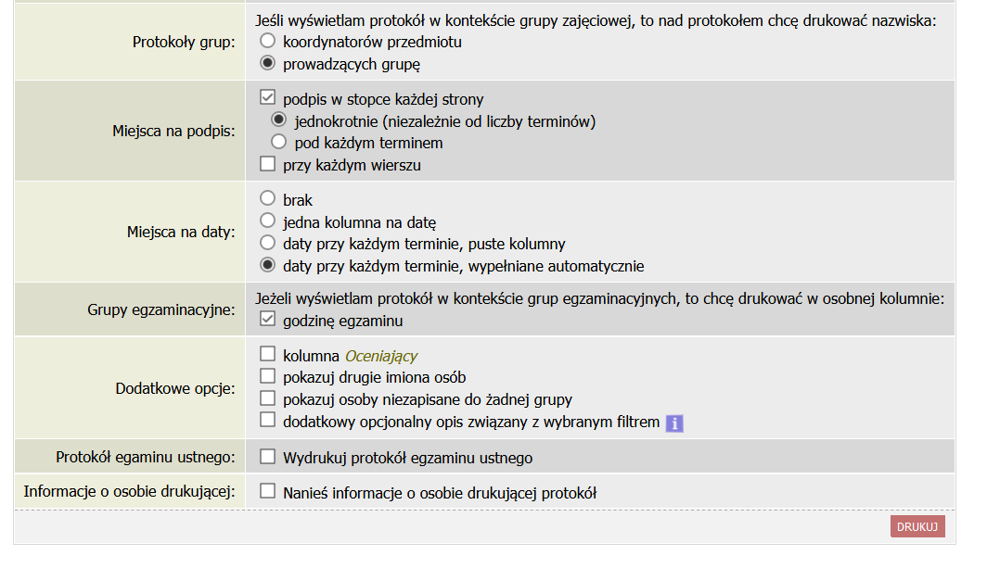 Jeśli wyświetlam protokół w kontekście grupy zajęciowej, to nad protokołem chcę drukować nazwiska:
Protokoły grup:
koordynatorów przedmiotu
prowadzących grupę
Miejsca na podpis:
podpis w stopce każdej strony
jednokrotnie (niezależnie od liczby terminów)
pod każdym terminem
przy każdym wierszu
Miejsca na daty:
brak
jedna kolumna na datę
daty przy każdym terminie, puste kolumny
daty przy każdym terminie, wypełniane automatycznie
Grupy egzaminacyjne:
Jeżeli wyświetlam protokół w kontekście grup egzaminacyjnych, to chcę drukować w osobnej kolumnie:
godzinę egzaminu
Dodatkowe opcje:
kolumna Oceniający
pokazuj drugie imiona osób
pokazuj osoby niezapisane do żadnej grupy
dodatkowy opcjonalny opis związany z wybranym filtrem i
Protokół egaminu ustnego:
Wydrukuj protokół egzaminu ustnego
Informacje o osobie drukującej:
Nanieś informacje o osobie drukującej protokół
DRUKUJ